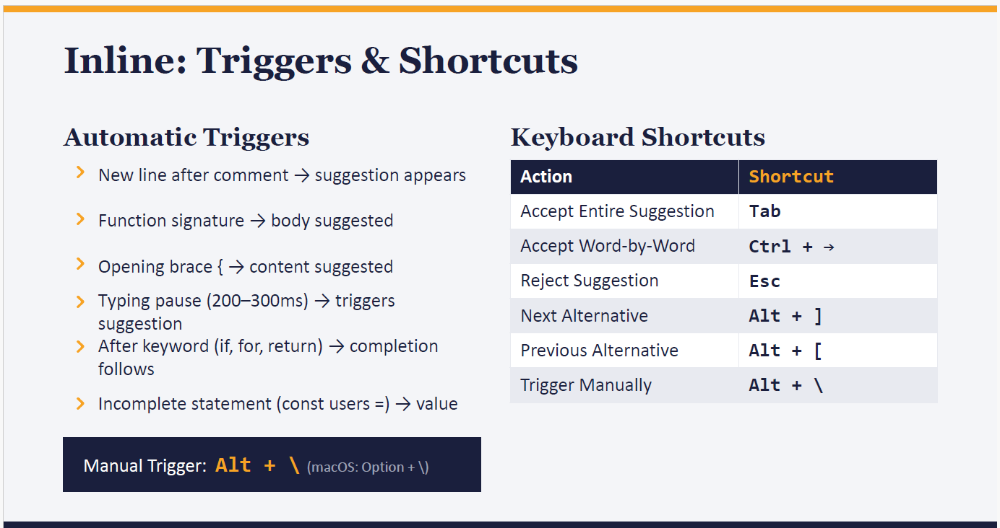 Inline: Triggers & Shortcuts
Automatic Triggers
New line after comment → suggestion appears
Function signature → body suggested
Opening brace { → content suggested
Typing pause (200–300ms) → triggers
suggestion
After keyword (if, for, return) → completion
follows
Incomplete statement (const users =) → value
Manual Trigger: Alt + \ (macOS: Option + \)
Keyboard Shortcuts
Action Shortcut
Accept Entire Suggestion Tab
Accept Word-by-Word Ctrl + →
Reject Suggestion Esc
Next Alternative Alt + ]
Previous Alternative Alt + [
Trigger Manually Alt + \